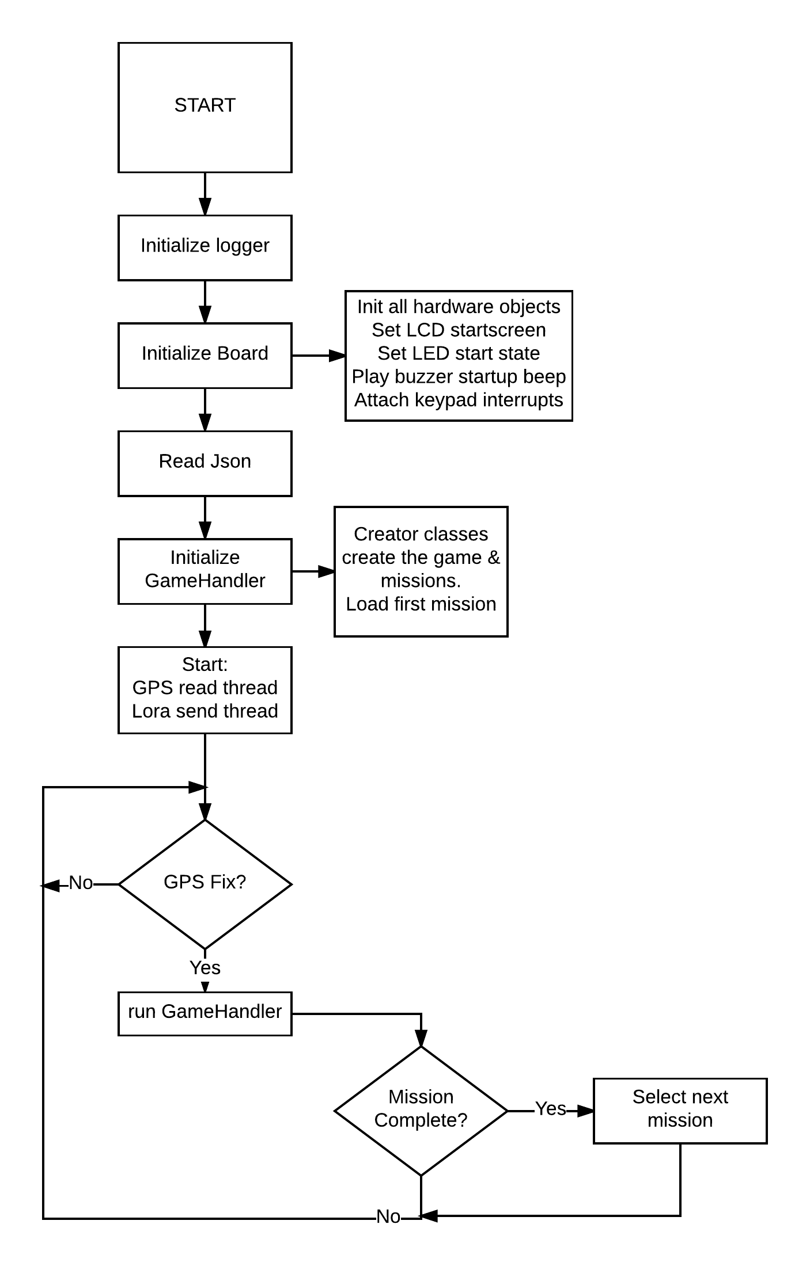 START
Initialize logger
Initialize Board
Init all hardware objects
Set LCD startscreen
Set LED start state
Play buzzer startup beep
Attach keypad interrupts
Read Json
Initialize
GameHandler
Creator classes
create the game &
missions.
Load first mission
Start:
GPS read thread
Lora send thread
GPS Fix?
No
Yes
run GameHandler
Mission
Complete?
Yes
Select next
mission
No